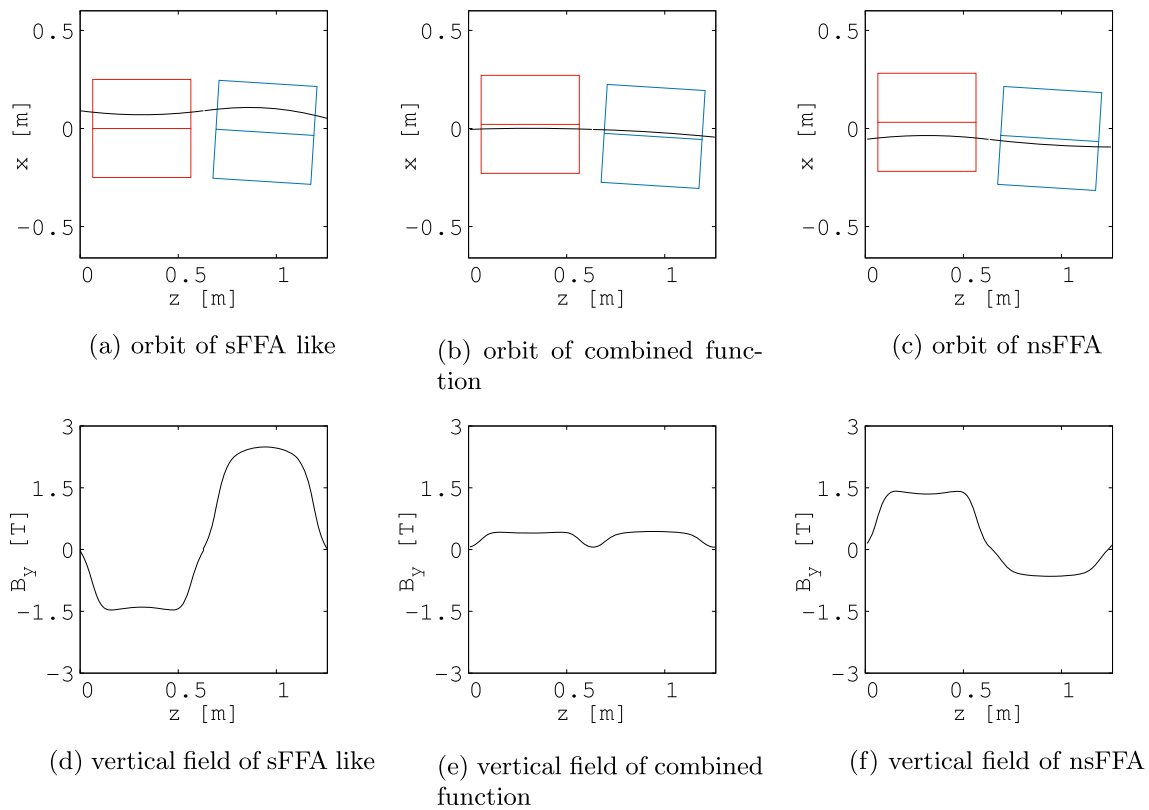 0.5
0
−0.5
x [m]
0 0.5 1
z [m]
(a) orbit of sFFA like
0.5
0
−0.5
x [m]
0 0.5 1
z [m]
(b) orbit of combined func-
tion
0.5
0
−0.5
x [m]
0 0.5 1
z [m]
(c) orbit of nsFFA
3
1.5
0
−1.5
−3
By [T]
0 0.5 1
z [m]
(d) vertical field of sFFA like
3
1.5
0
−1.5
−3
By [T]
0 0.5 1
z [m]
(e) vertical field of combined
function
3
1.5
0
−1.5
−3
By [T]
0 0.5 1
z [m]
(f) vertical field of nsFFA